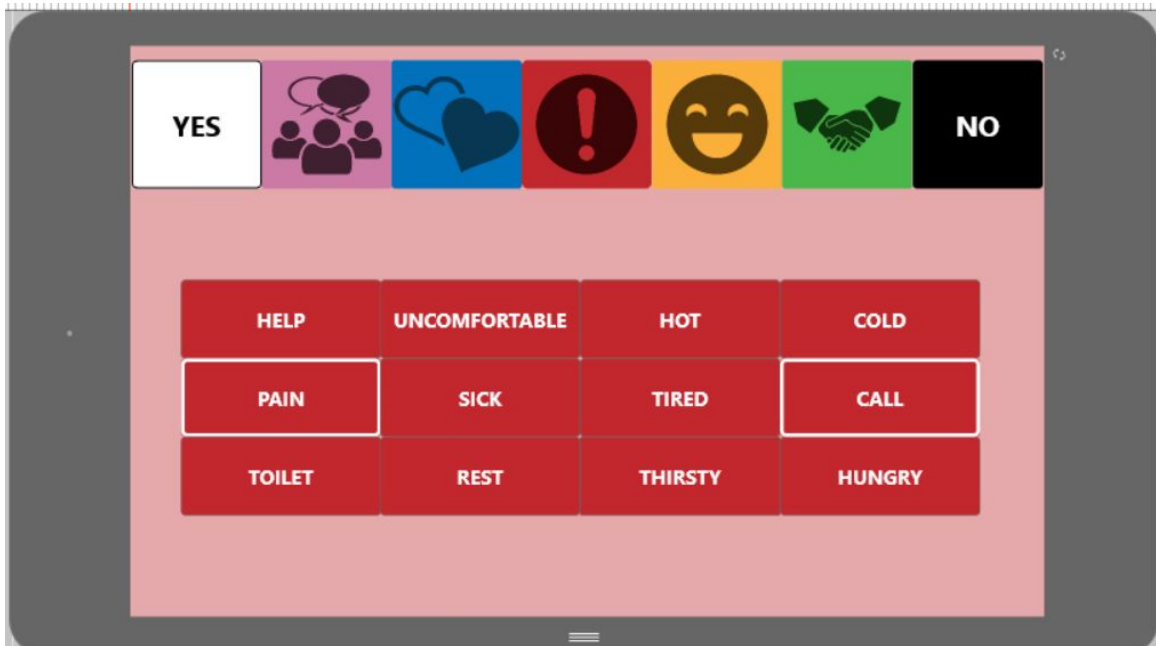 YES NO
HELP UNCOMFORTABLE HOT COLD
PAIN SICK TIRED CALL
TOILET REST THIRSTY HUNGRY